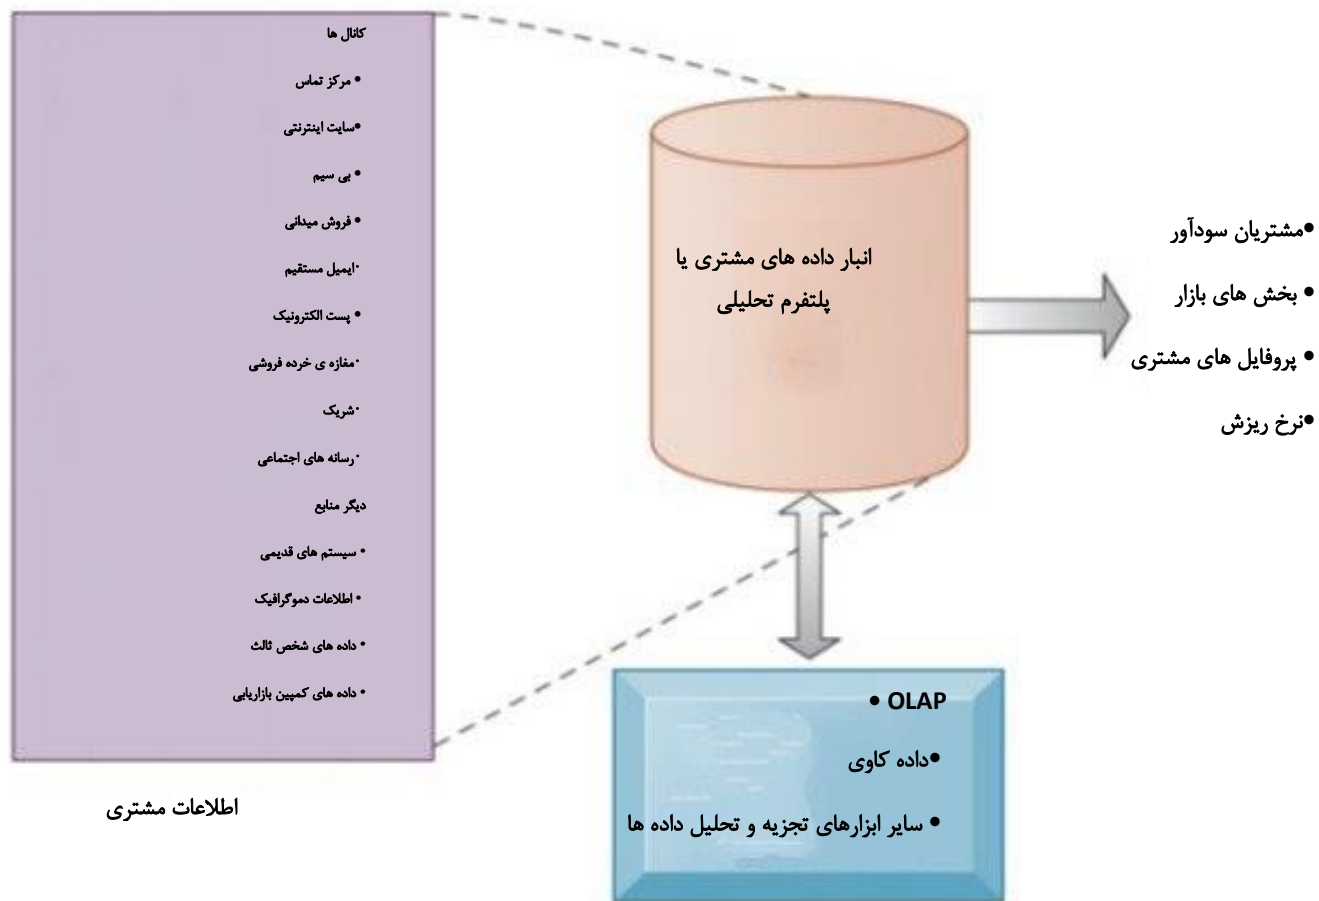 کانال ها
• مرکز تماس
•سایت اینترنتی
• بی سیم
• فروش میدانی
·ایمیل مستقیم
• پست الکترونیک
·مغازه ی خرده فروشی
·شریک
·رسانه های اجتماعی
دیگر منابع
• سیستم های قدیمی
• اطلاعات دموگرافیک
• داده های شخص ثالث
• داده های کمپین بازاریابی
اطلاعات مشتری
انبار داده های مشتری یا
پلتفرم تحلیلی
•مشتریان سودآور
• بخش های بازار
• پروفایل های مشتری
•نرخ ریزش
• OLAP
•داده کاوی
• سایر ابزارهای تجزیه و تحلیل داده ها